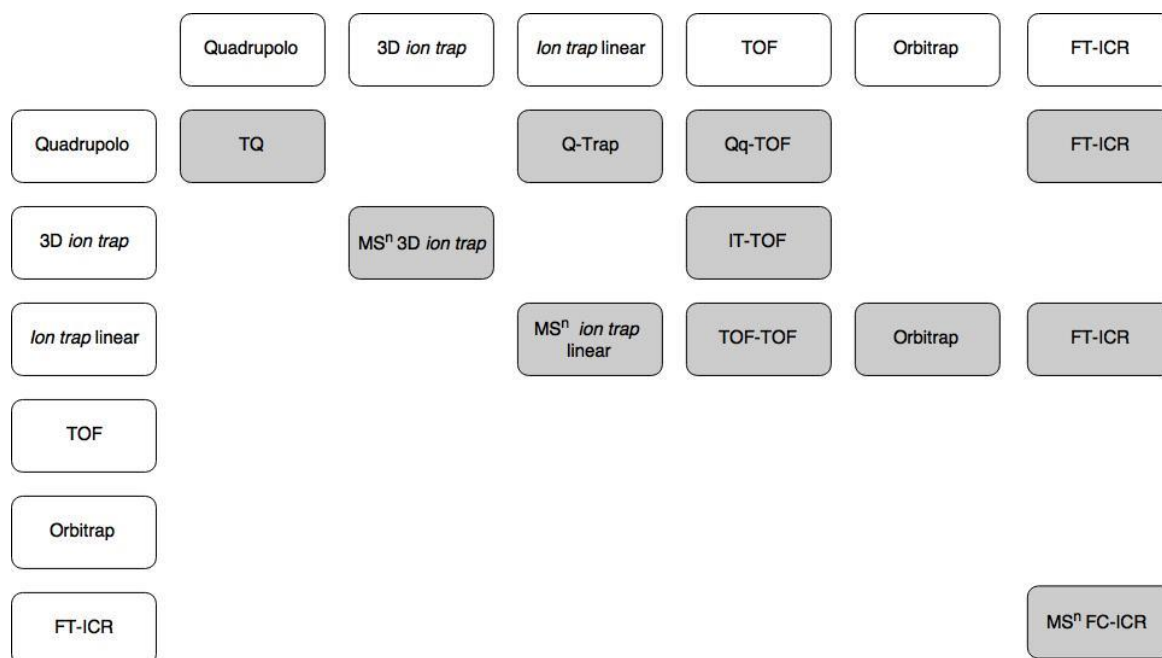 Quadrupolo 3D ion trap Ion trap linear TOF Orbitrap FT-ICR
Quadrupolo TQ Q-Trap Qq-TOF FT-ICR
3D ion trap MSⁿ 3D ion trap IT-TOF
Ion trap linear MSⁿ ion trap linear TOF-TOF Orbitrap FT-ICR
TOF
Orbitrap
FT-ICR MSⁿ FC-ICR